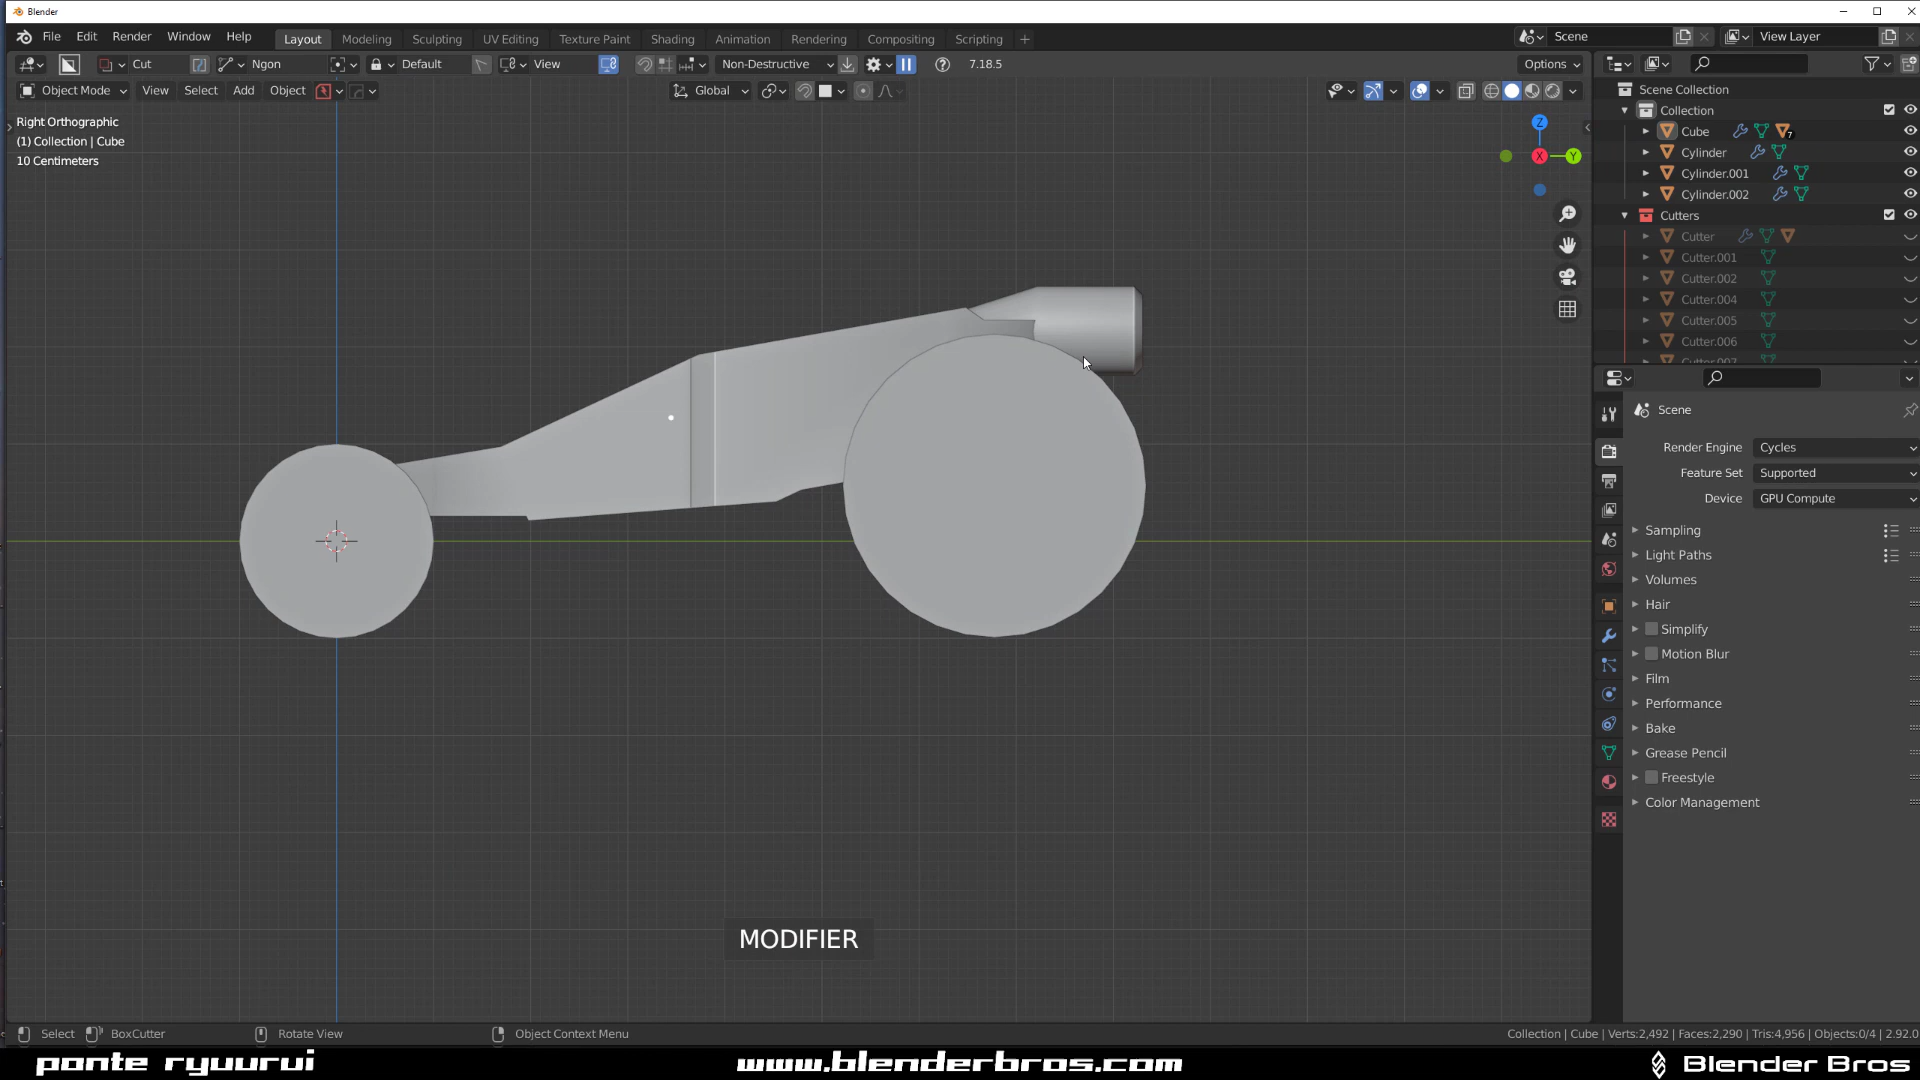 Blender
File Edit Render Window Help Layout Modeling Sculpting UV Editing Texture Paint Shading Animation Rendering Compositing Scripting + Scene View Layer
Cut Ngon Default View Non-Destructive 7.18.5 Options
Object Mode View Select Add Object Global
Right Orthographic
(1) Collection | Cube
10 Centimeters
Z
X
Y
Scene Collection
Collection
Cube 7
Cylinder
Cylinder.001
Cylinder.002
Cutters
Cutter
Cutter.001
Cutter.002
Cutter.004
Cutter.005
Cutter.006
Cutter.007
Scene
Render Engine Cycles
Feature Set Supported
Device GPU Compute
Sampling
Light Paths
Volumes
Hair
Simplify
Motion Blur
Film
Performance
Bake
Grease Pencil
Freestyle
Color Management
MODIFIER
Select BoxCutter Rotate View Object Context Menu Collection | Cube | Verts:2,492 | Faces:2,290 | Tris:4,956 | Objects:0/4 | 2.92.0
ponte ryuurui www.blenderbros.com Blender Bros